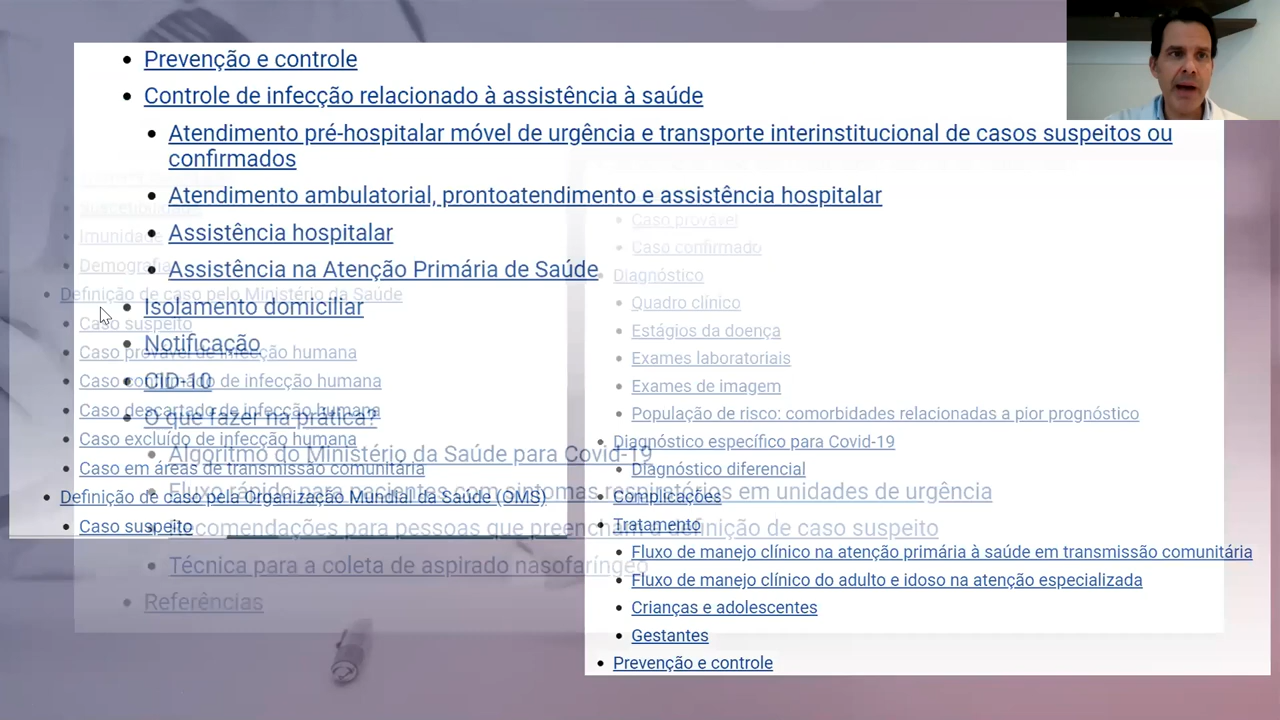 Prevenção e controle
Controle de infecção relacionado à assistência à saúde
Atendimento pré-hospitalar móvel de urgência e transporte interinstitucional de casos suspeitos ou
confirmados
Atendimento ambulatorial, prontoatendimento e assistência hospitalar
Assistência hospitalar
Assistência na Atenção Primária de Saúde
Isolamento domiciliar
Notificação
CID-10
O que fazer na prática?
Algoritmo do Ministério da Saúde para Covid-19
Fluxo rápido para pacientes com sintomas respiratórios em unidades de urgência
Recomendações para pessoas que preencham a definição de caso suspeito
Técnica para a coleta de aspirado nasofaríngeo
Referências
Imunidade
Demografia
Definição de caso pelo Ministério da Saúde
Caso suspeito
Caso provável de infecção humana
Caso confirmado de infecção humana
Caso descartado de infecção humana
Caso excluído de infecção humana
Caso em áreas de transmissão comunitária
Definição de caso pela Organização Mundial da Saúde (OMS)
Caso suspeito
Caso provável
Caso confirmado
Diagnóstico
Quadro clínico
Estágios da doença
Exames laboratoriais
Exames de imagem
População de risco: comorbidades relacionadas a pior prognóstico
Diagnóstico específico para Covid-19
Diagnóstico diferencial
Complicações
Tratamento
Fluxo de manejo clínico na atenção primária à saúde em transmissão comunitária
Fluxo de manejo clínico do adulto e idoso na atenção especializada
Crianças e adolescentes
Gestantes
Prevenção e controle